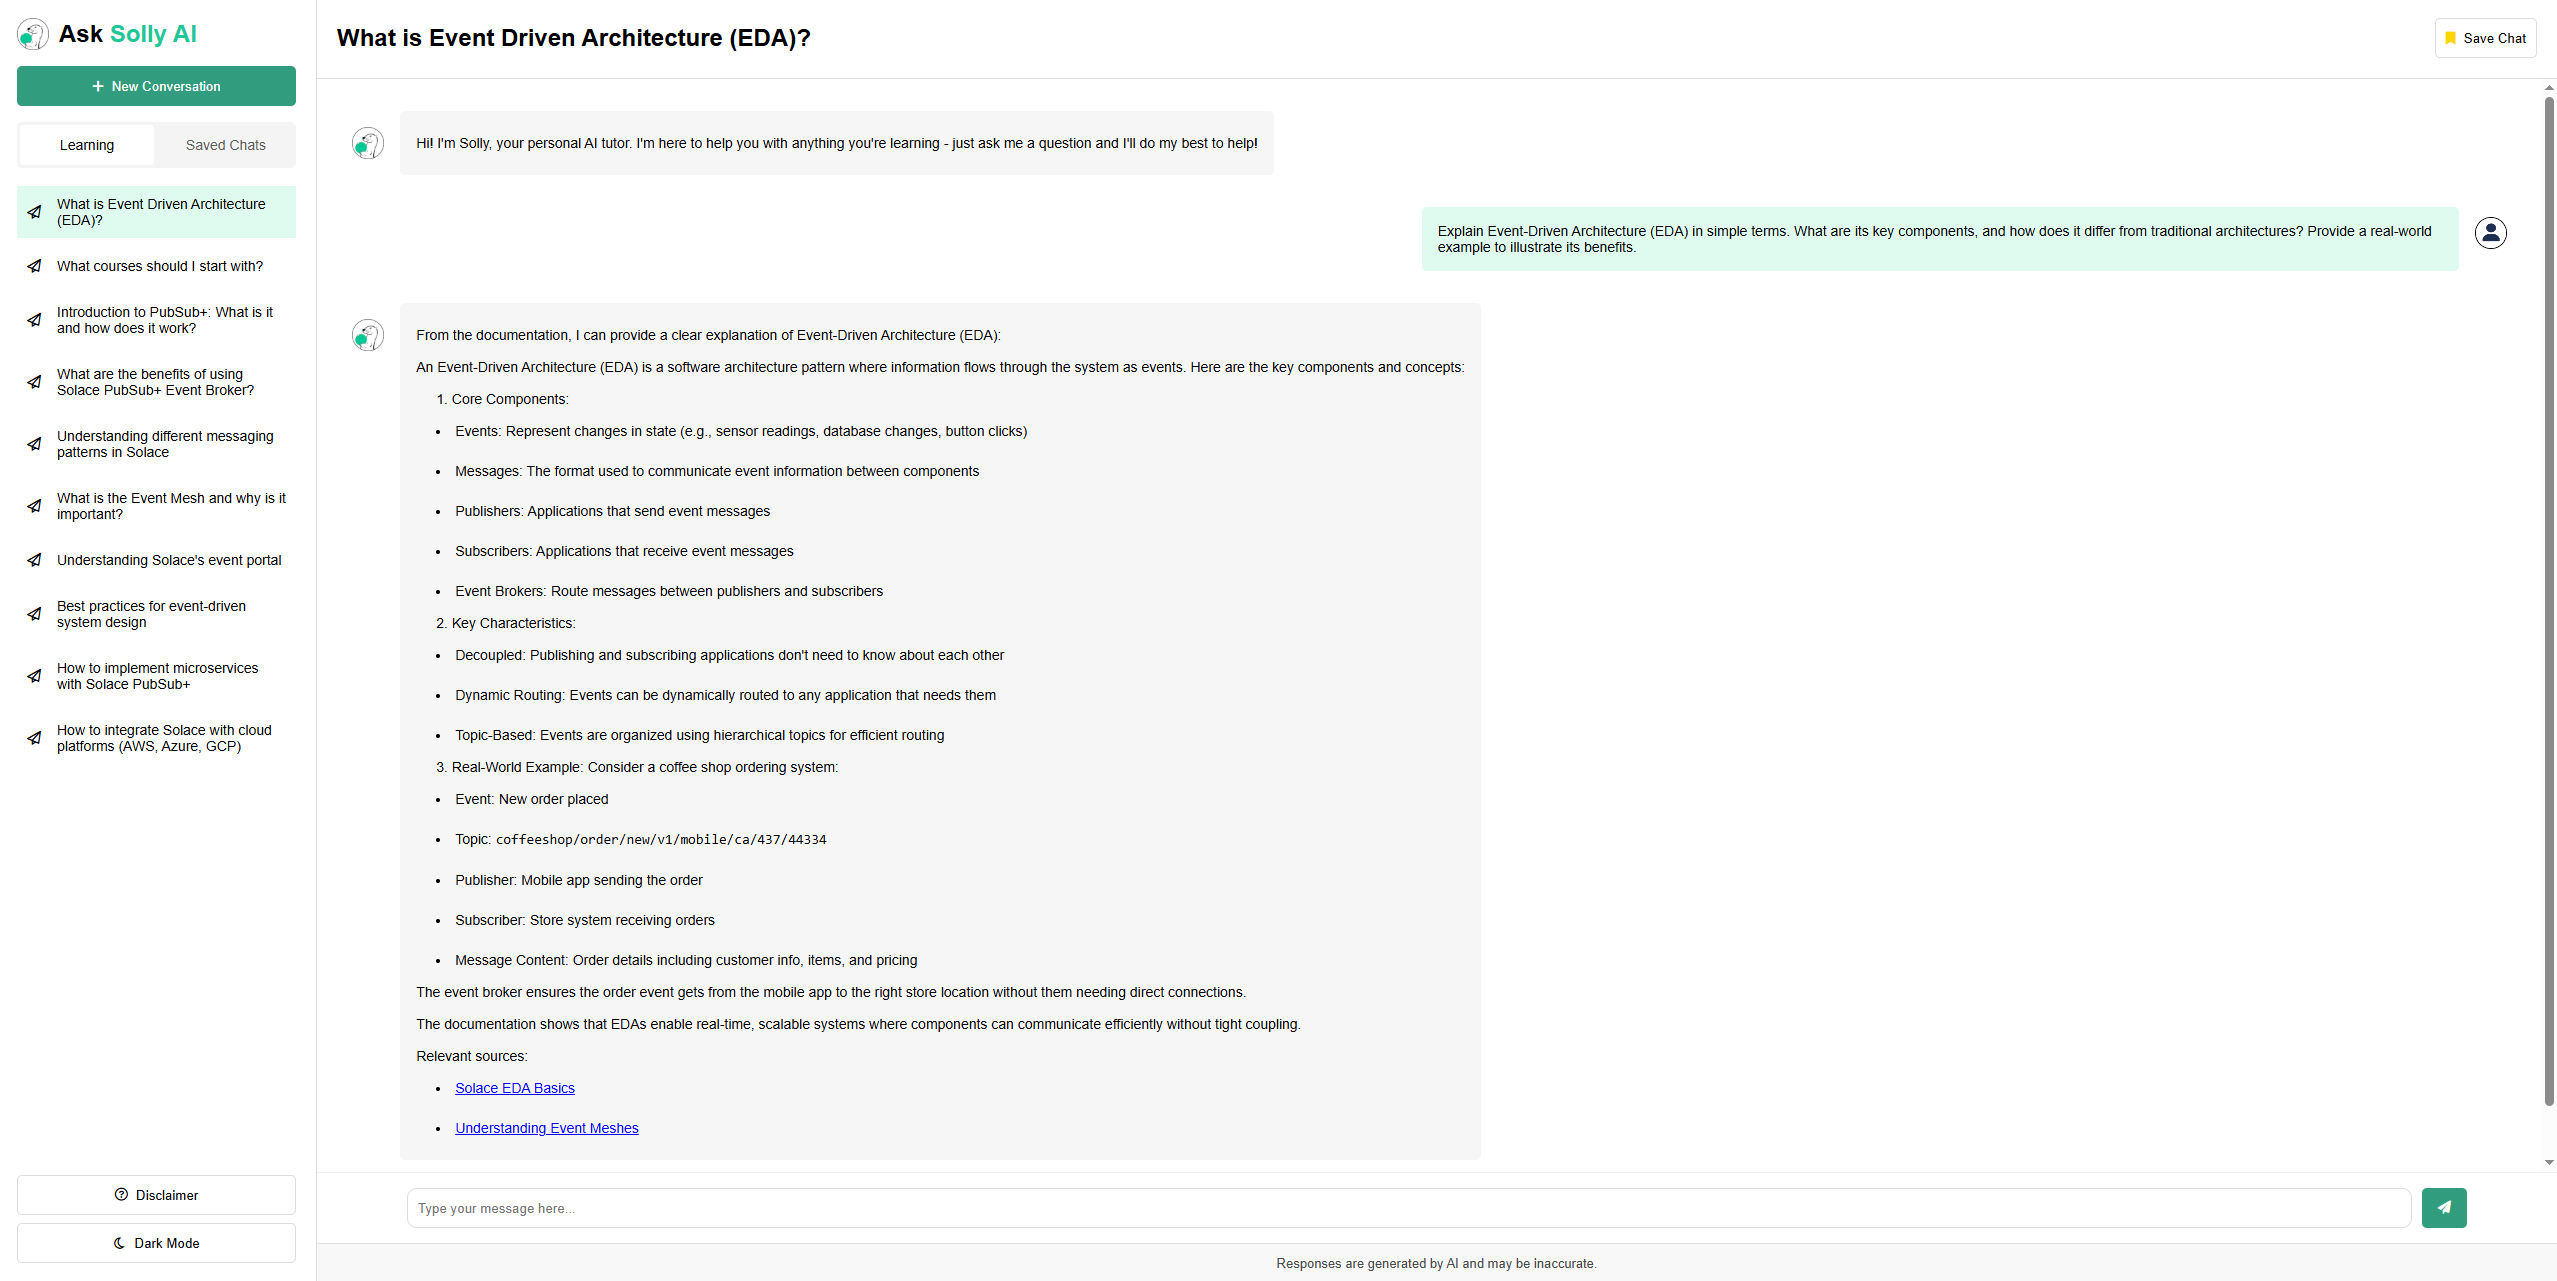 Ask Solly AI
New Conversation
Learning
Saved Chats
What is Event Driven Architecture
(EDA)?
What courses should I start with?
Introduction to PubSub+: What is it
and how does it work?
What are the benefits of using
Solace PubSub+ Event Broker?
Understanding different messaging
patterns in Solace
What is the Event Mesh and why is it
important?
Understanding Solace's event portal
Best practices for event-driven
system design
How to implement microservices
with Solace PubSub+
How to integrate Solace with cloud
platforms (AWS, Azure, GCP)
Disclaimer
Dark Mode
What is Event Driven Architecture (EDA)?
Save Chat
Hi! I'm Solly, your personal AI tutor. I'm here to help you with anything you're learning - just ask me a question and I'll do my best to help!
Explain Event-Driven Architecture (EDA) in simple terms. What are its key components, and how does it differ from traditional architectures? Provide a real-world
example to illustrate its benefits.
From the documentation, I can provide a clear explanation of Event-Driven Architecture (EDA):
An Event-Driven Architecture (EDA) is a software architecture pattern where information flows through the system as events. Here are the key components and concepts:
1. Core Components:
• Events: Represent changes in state (e.g., sensor readings, database changes, button clicks)
• Messages: The format used to communicate event information between components
• Publishers: Applications that send event messages
• Subscribers: Applications that receive event messages
• Event Brokers: Route messages between publishers and subscribers
2. Key Characteristics:
• Decoupled: Publishing and subscribing applications don't need to know about each other
• Dynamic Routing: Events can be dynamically routed to any application that needs them
• Topic-Based: Events are organized using hierarchical topics for efficient routing
3. Real-World Example: Consider a coffee shop ordering system:
• Event: New order placed
• Topic: coffeeshop/order/new/v1/mobile/ca/437/44334
• Publisher: Mobile app sending the order
• Subscriber: Store system receiving orders
• Message Content: Order details including customer info, items, and pricing
The event broker ensures the order event gets from the mobile app to the right store location without them needing direct connections.
The documentation shows that EDAs enable real-time, scalable systems where components can communicate efficiently without tight coupling.
Relevant sources:
• Solace EDA Basics
• Understanding Event Meshes
Type your message here...
Responses are generated by AI and may be inaccurate.